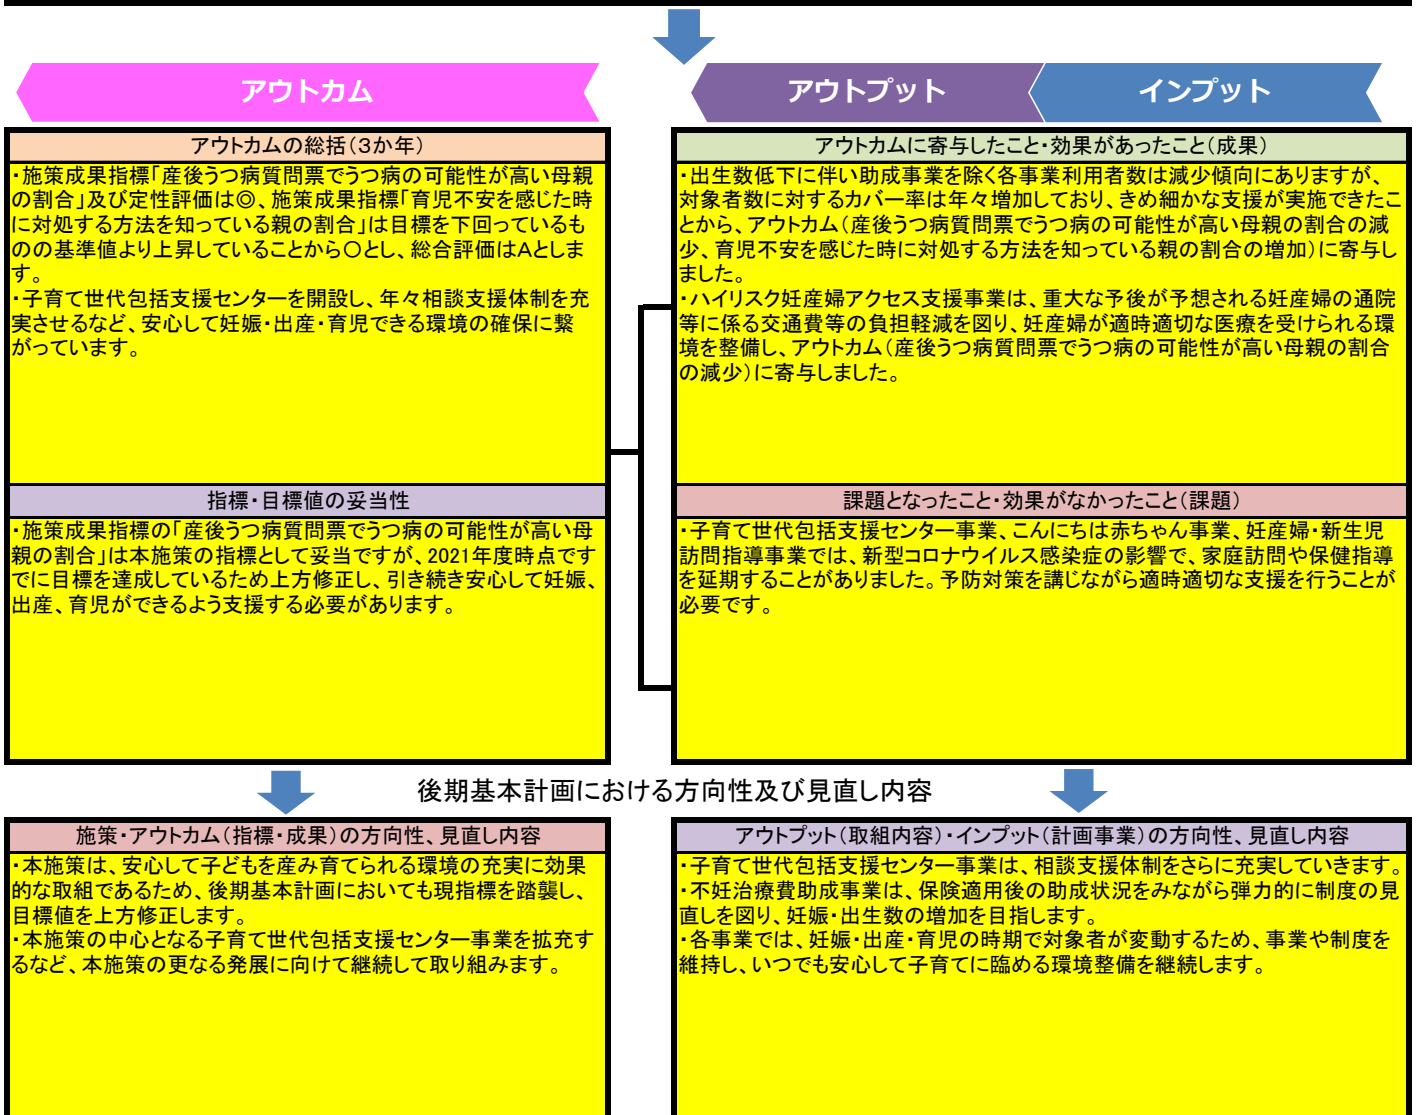 アウトカム
アウトカムの総括（3か年）
・施策成果指標「産後うつ病質問票でうつ病の可能性が高い母親
の割合」及び定性評価は◎、施策成果指標「育児不安を感じた時
に対処する方法を知っている親の割合」は目標を下回っているも
のの基準値より上昇していることから〇とし、総合評価はAとしま
す。
・子育て世代包括支援センターを開設し、年々相談支援体制を充
実させるなど、安心して妊娠・出産・育児できる環境の確保に繋
がっています。
指標・目標値の妥当性
・施策成果指標の「産後うつ病質問票でうつ病の可能性が高い母
親の割合」は本施策の指標として妥当ですが、2021年度時点です
でに目標を達成しているため上方修正し、引き続き安心して妊娠、
出産、育児ができるよう支援する必要があります。
アウトプット
インプット
アウトカムに寄与したこと・効果があったこと（成果）
・出生数低下に伴い助成事業を除く各事業利用者数は減少傾向にありますが、
対象者数に対するカバー率は年々増加しており、きめ細かな支援が実施できたこ
とから、アウトカム（産後うつ病質問票でうつ病の可能性が高い母親の割合の減
少、育児不安を感じた時に対処する方法を知っている親の割合の増加）に寄与し
ました。
・ハイリスク妊産婦アクセス支援事業は、重大な予後が予想される妊産婦の通院
等に係る交通費等の負担軽減を図り、妊産婦が適時適切な医療を受けられる環
境を整備し、アウトカム（産後うつ病質問票でうつ病の可能性が高い母親の割合
の減少）に寄与しました。
課題となったこと・効果がなかったこと（課題）
・子育て世代包括支援センター事業、こんにちは赤ちゃん事業、妊産婦・新生児
訪問指導事業では、新型コロナウイルス感染症の影響で、家庭訪問や保健指導
を延期することがありました。予防対策を講じながら適時適切な支援を行うことが
必要です。
後期基本計画における方向性及び見直し内容
施策・アウトカム（指標・成果）の方向性、見直し内容
・本施策は、安心して子どもを産み育てられる環境の充実に効果
的な取組であるため、後期基本計画においても現指標を踏襲し、
目標値を上方修正します。
・本施策の中心となる子育て世代包括支援センター事業を拡充す
るなど、本施策の更なる発展に向けて継続して取り組みます。
アウトプット（取組内容）・インプット（計画事業）の方向性、見直し内容
・子育て世代包括支援センター事業は、相談支援体制をさらに充実していきます。
・不妊治療費助成事業は、保険適用後の助成状況をみながら弾力的に制度の見
直しを図り、妊娠・出生数の増加を目指します。
・各事業では、妊娠・出産・育児の時期で対象者が変動するため、事業や制度を
維持し、いつでも安心して子育てに臨める環境整備を継続します。